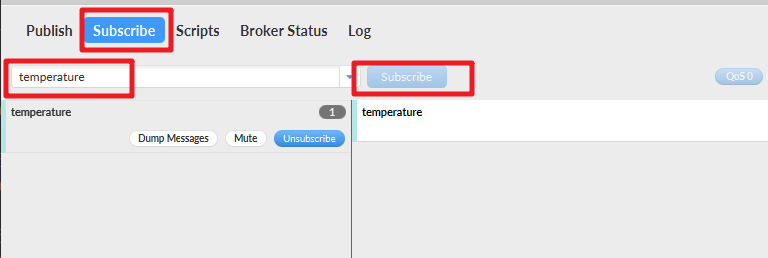 Publish Subscribe Scripts Broker Status Log
temperature Subscribe QoS 0
temperature 1 temperature
Dump Messages Mute Unsubscribe